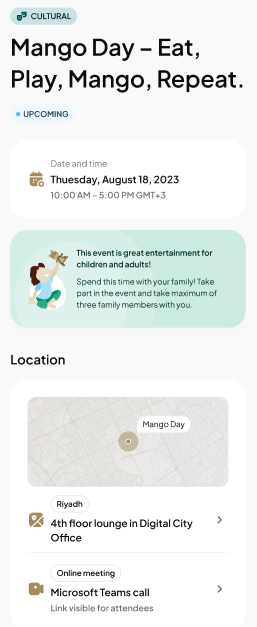 CULTURAL
Mango Day – Eat,
Play, Mango, Repeat.
UPCOMING
Date and time
Thuesday, August 18, 2023
10:00 AM – 5:00 PM GMT+3
This event is great entertainment for
children and adults!
Spend this time with your family! Take
part in the event and take maximum of
three family members with you.
Location
Mango Day
Riyadh
4th floor lounge in Digital City
Office
Online meeting
Microsoft Teams call
Link visible for attendees